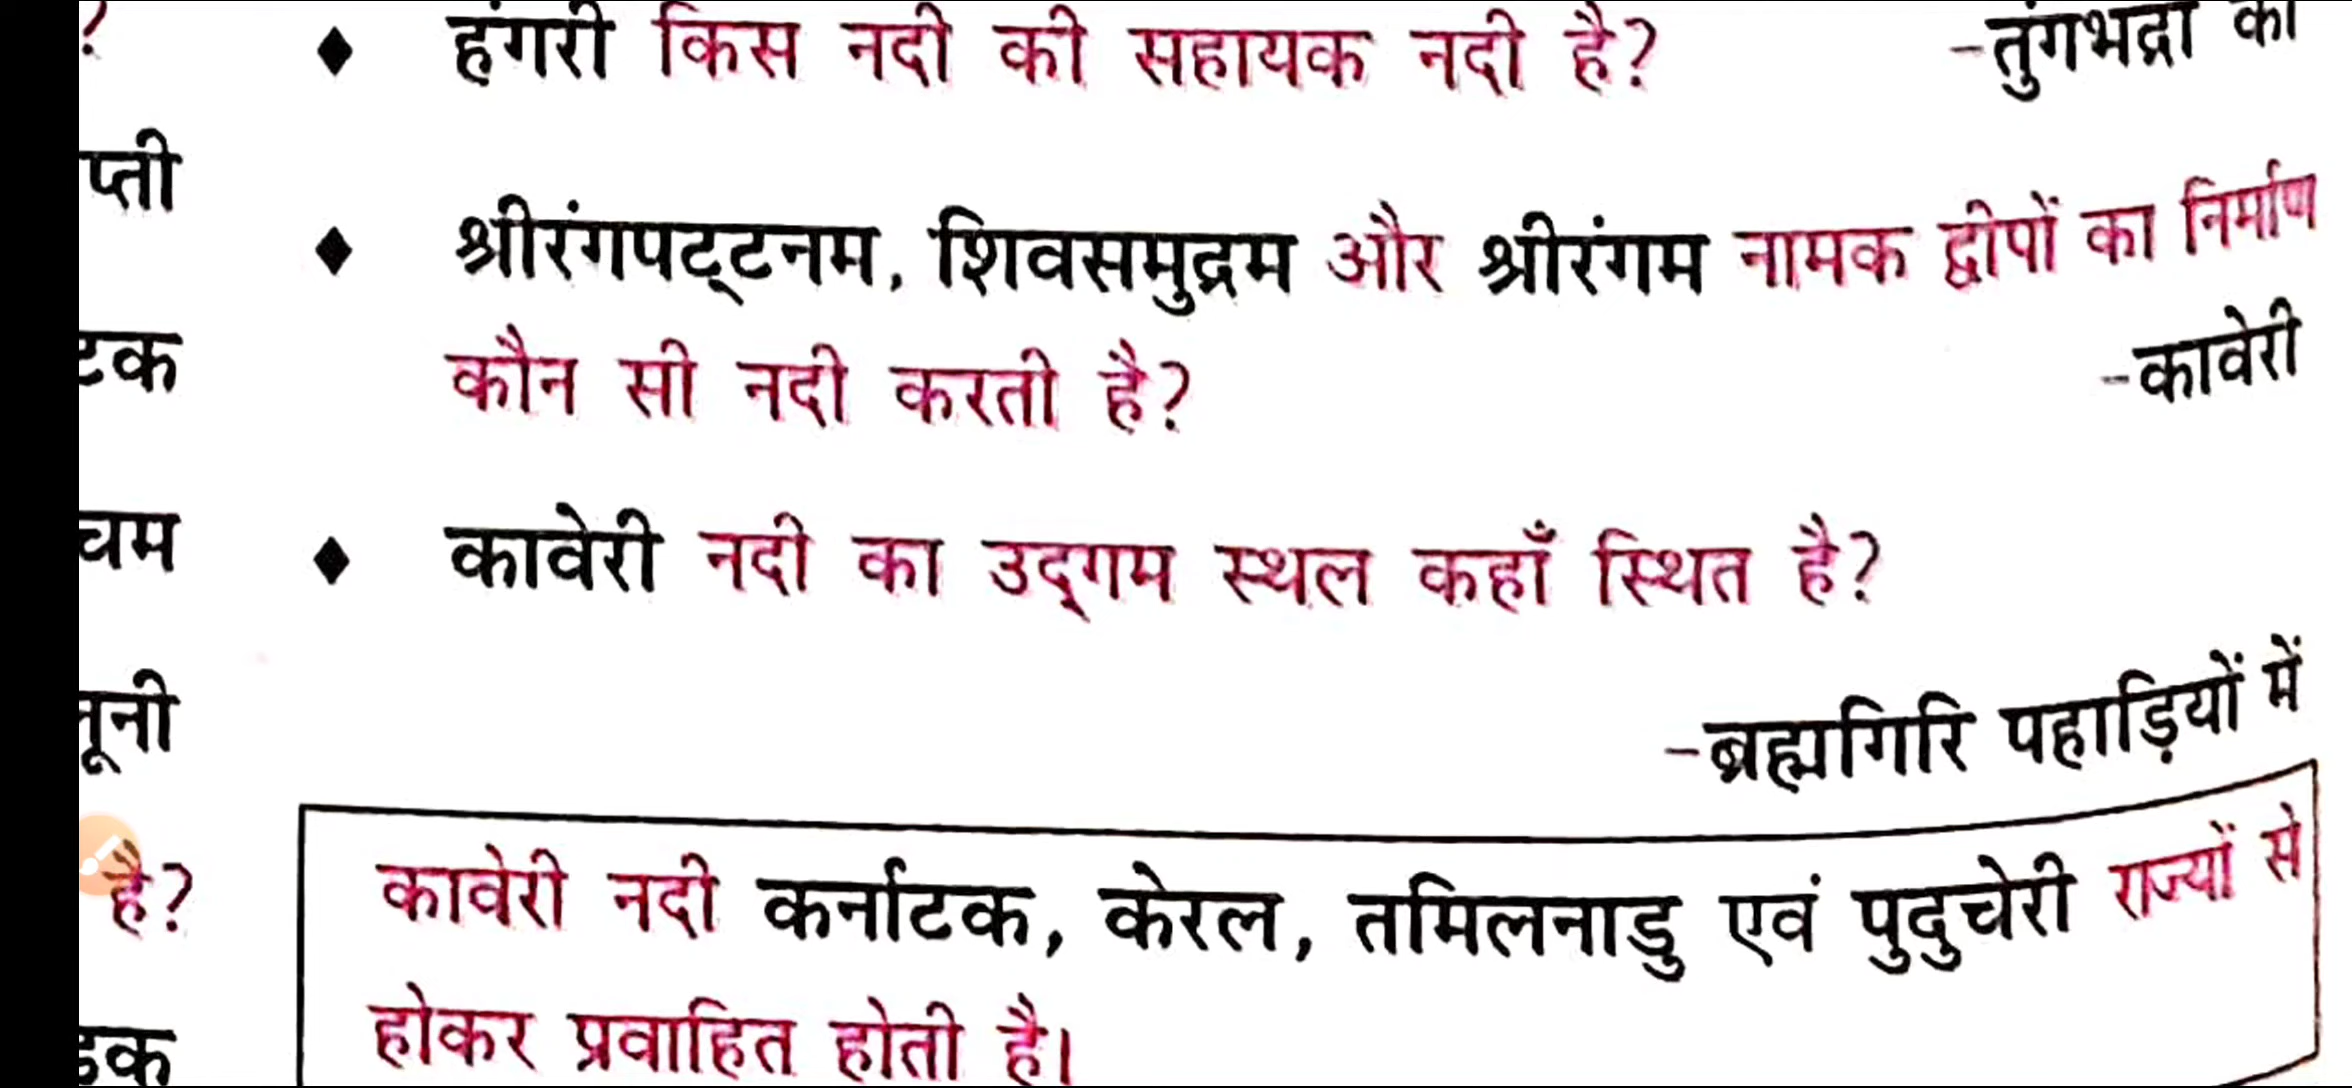 ?
प्ती
टक
चम
नी
है?
क
♦ हंगरी किस नदी की सहायक नदी है? -तुंगभद्रा की
♦ श्रीरंगपट्टनम, शिवसमुद्रम और श्रीरंगम नामक द्वीपों का निर्माण
कौन सी नदी करती है? -कावेरी
♦ कावेरी नदी का उद्गम स्थल कहाँ स्थित है?
-ब्रह्मगिरि पहाड़ियों में
कावेरी नदी कर्नाटक, केरल, तमिलनाडु एवं पुदुचेरी राज्यों से
होकर प्रवाहित होती है।